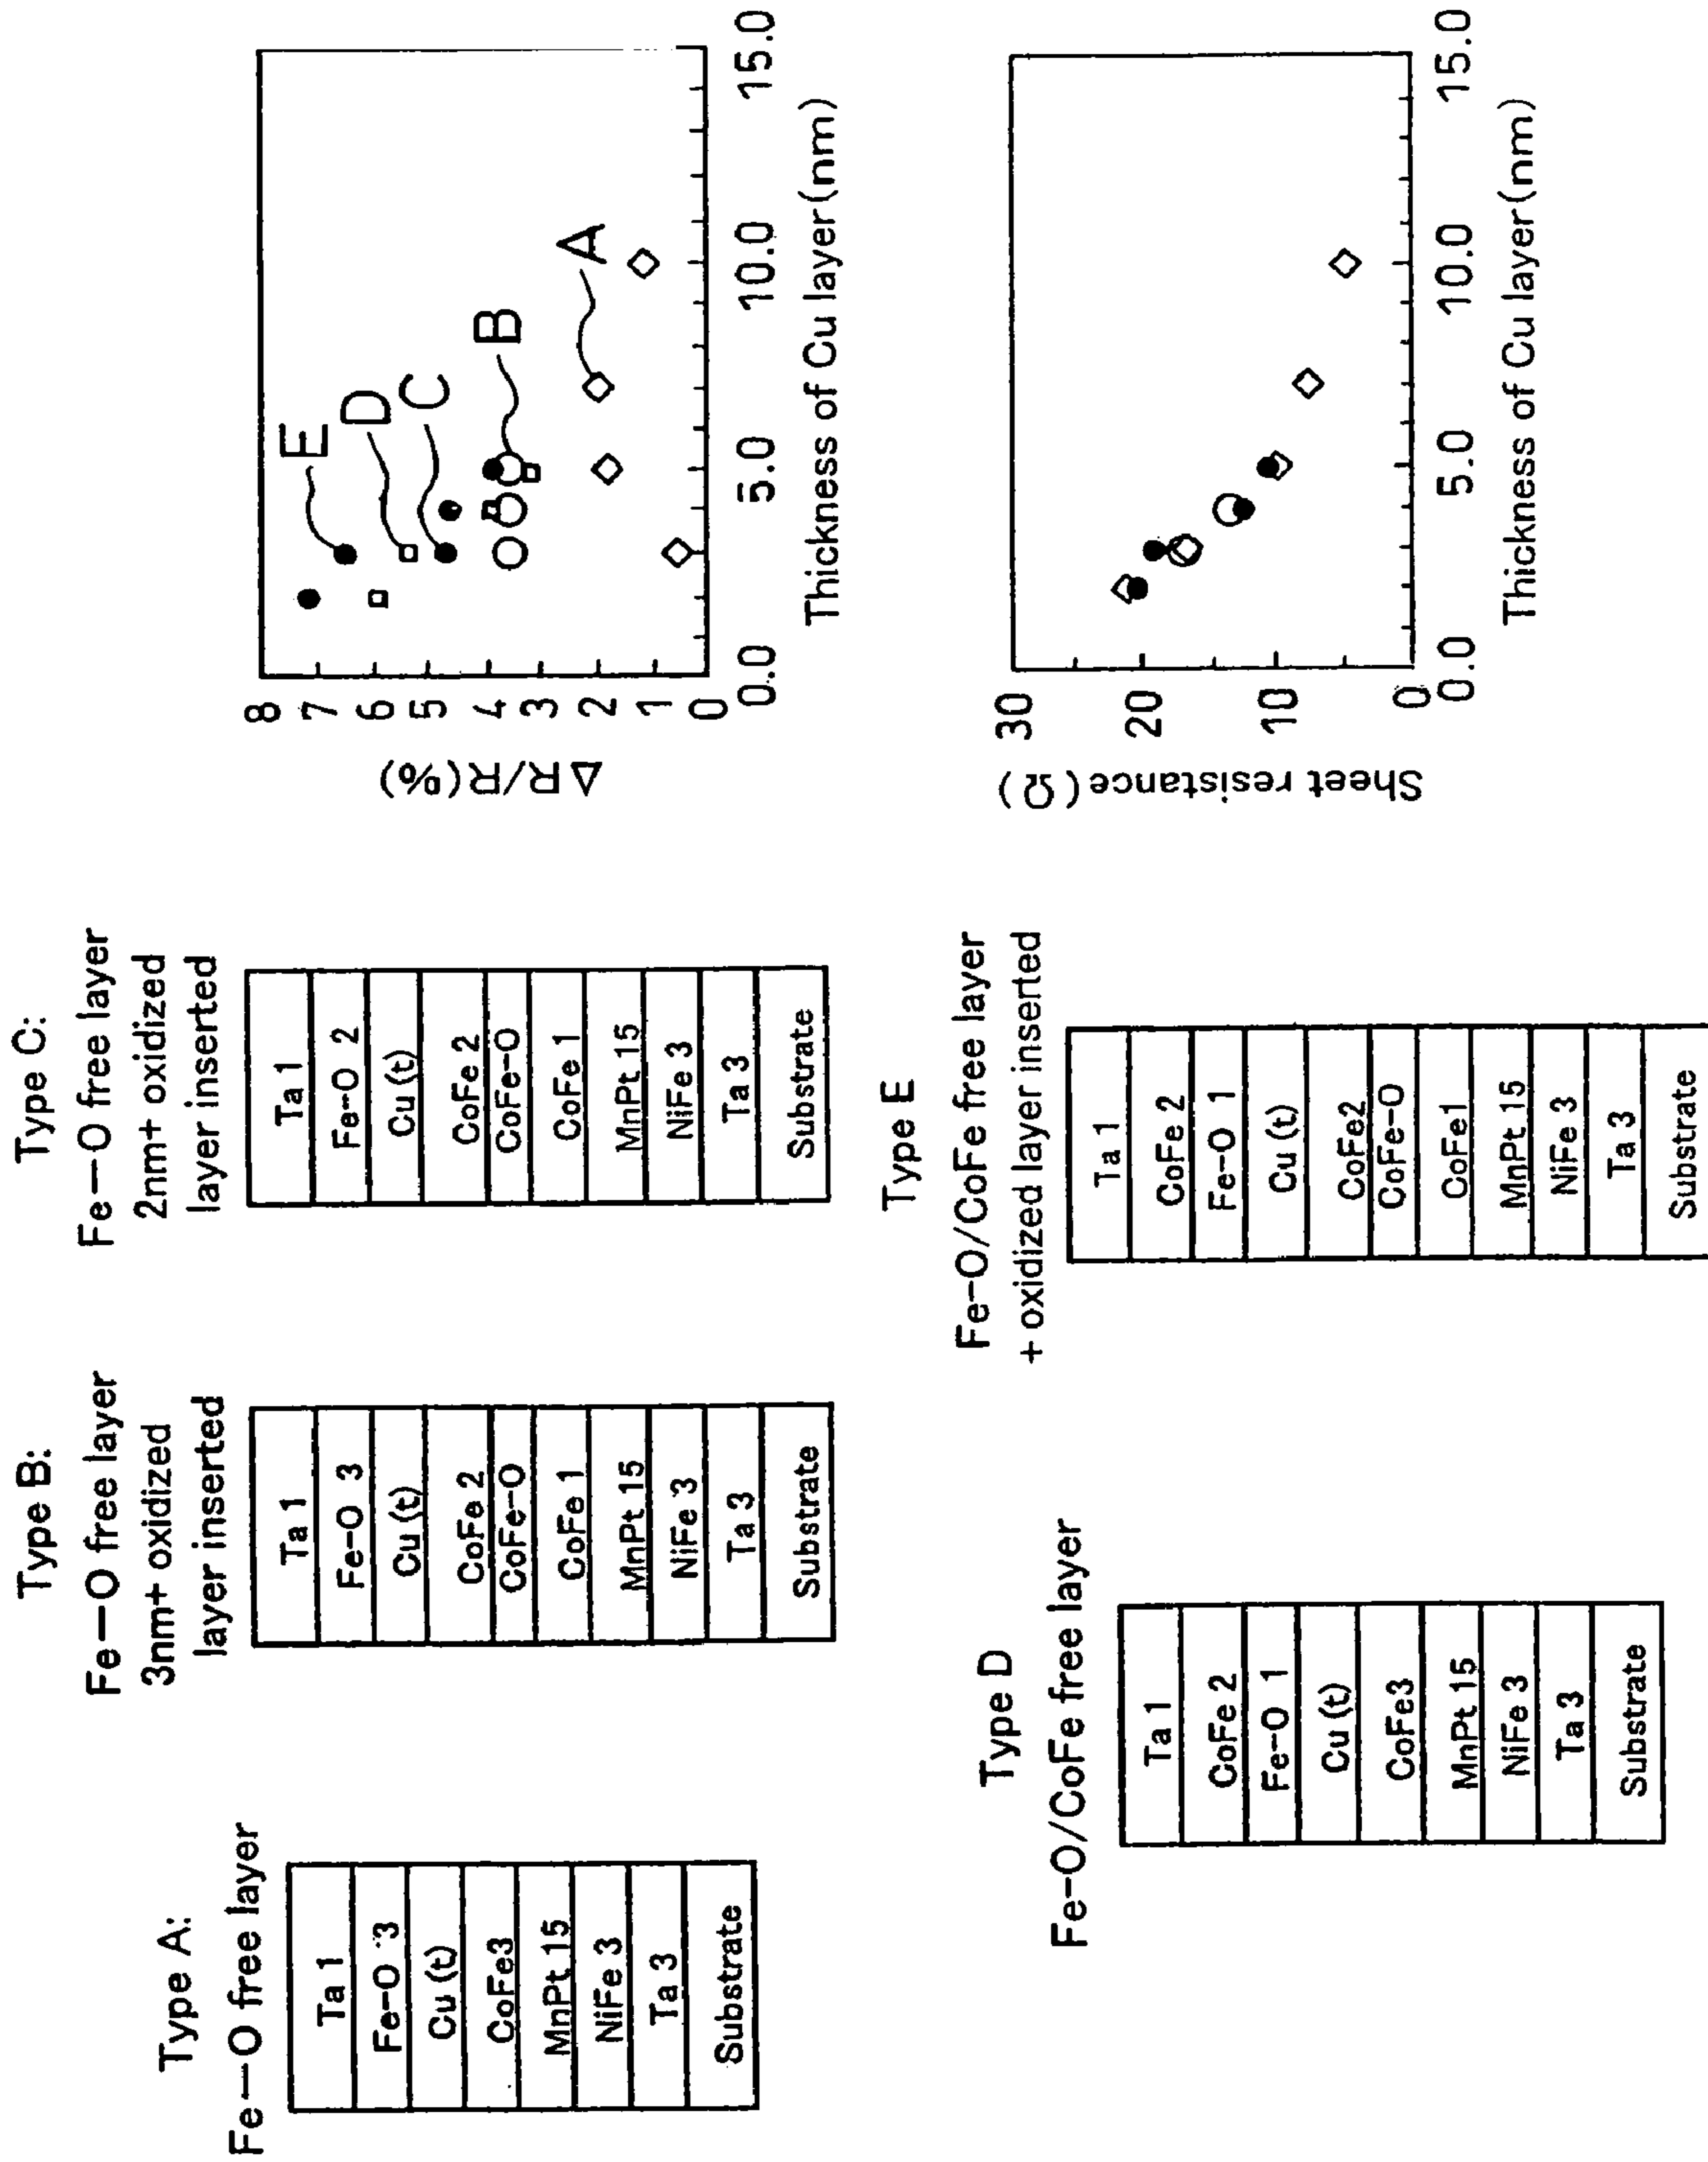 Type A:
Fe—O free layer
Ta 1
Fe-O 3
Cu (t)
CoFe3
MnPt 15
NiFe 3
Ta 3
Substrate
Type B:
Fe—O free layer
3nm+ oxidized
layer inserted
Ta 1
Fe-O 3
Cu (t)
CoFe 2
CoFe-O
CoFe 1
MnPt 15
NiFe 3
Ta 3
Substrate
Type C:
Fe—O free layer
2nm+ oxidized
layer inserted
Ta 1
Fe-O 2
Cu (t)
CoFe 2
CoFe-O
CoFe 1
MnPt 15
NiFe 3
Ta 3
Substrate
ΔR/R(%)
8
7
6
5
4
3
2
1
0
E
D
C
B
A
0.0
5.0
10.0
15.0
Thickness of Cu layer(nm)
Type D
Fe-O/CoFe free layer
Ta 1
CoFe 2
Fe-O 1
Cu (t)
CoFe3
MnPt 15
NiFe 3
Ta 3
Substrate
Type E
Fe-O/CoFe free layer
+ oxidized layer inserted
Ta 1
CoFe 2
Fe-O 1
Cu (t)
CoFe2
CoFe-O
CoFe1
MnPt 15
NiFe 3
Ta 3
Substrate
Sheet resistance (Ω)
30
20
10
0
0.0
5.0
10.0
15.0
Thickness of Cu layer(nm)